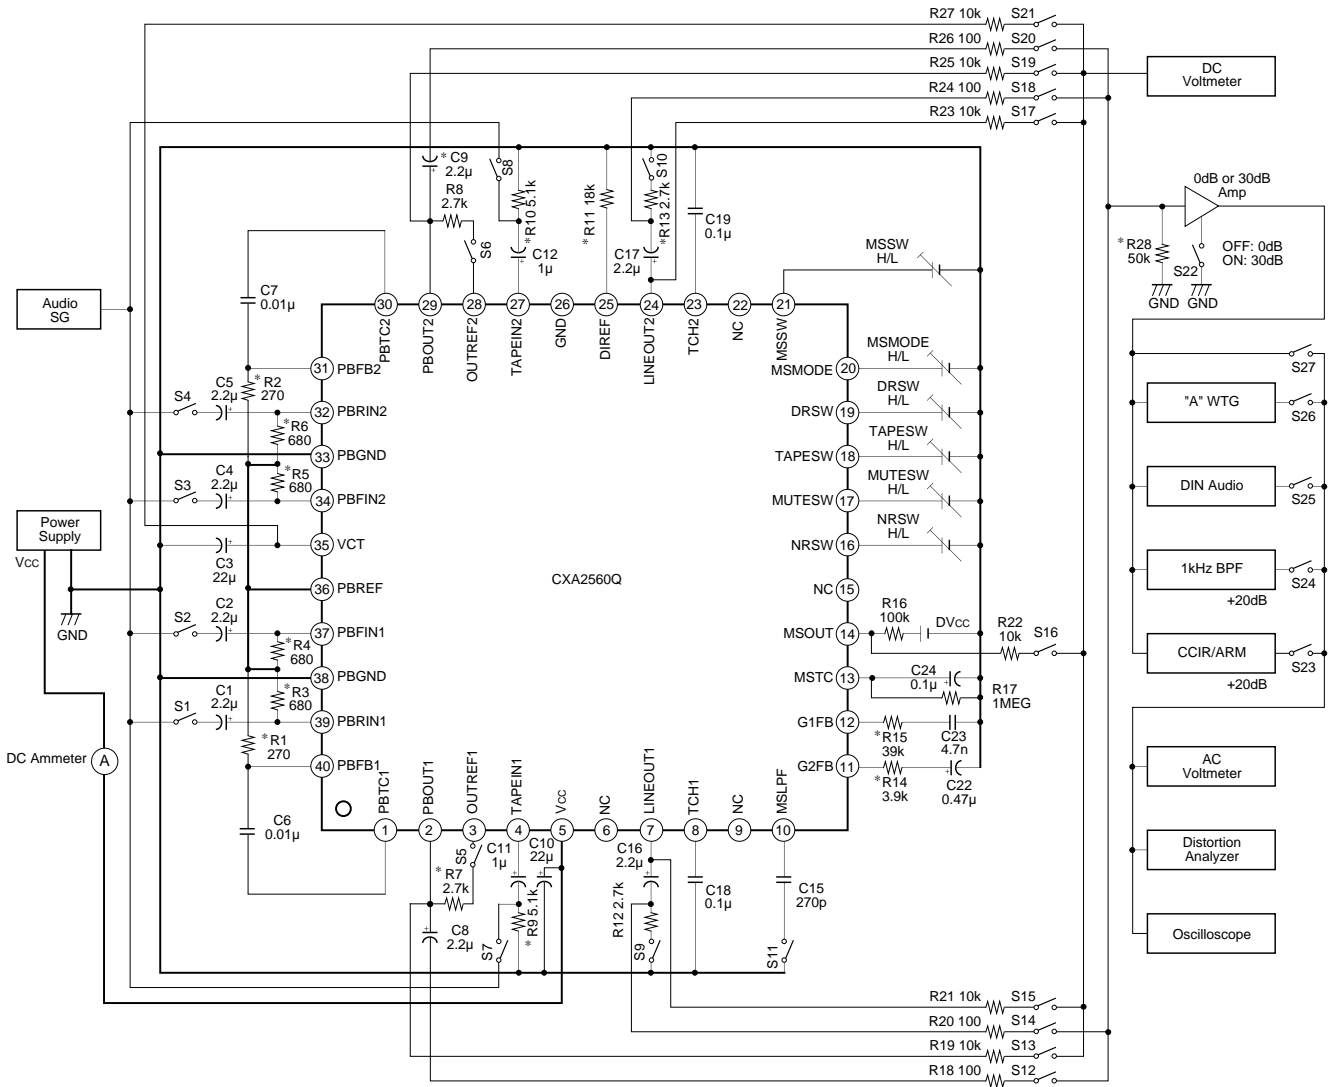 R27 10k S21
R26 100 S20
R25 10k S19
R24 100 S18
R23 10k S17
DC
Voltmeter
0dB or 30dB
Amp
*R28
50k
S22
OFF: 0dB
ON: 30dB
GND GND
*C9
2.2μ
R8
2.7k
S6
S8
*R10 5.1k
C12
1μ
*R11 18k
S10
*R13 2.7k
C17
2.2μ
C19
0.1μ
MSSW
H/L
Audio
SG
C7
0.01μ
30 29 28 27 26 25 24 23 22 21
PBTC2
PBOUT2
OUTREF2
TAPEIN2
GND
DIREF
LINEOUT2
TCH2
NC
MSSW
31 PBFB2
*R2
270
S4
C5
2.2μ
32 PBRIN2
*R6
680
33 PBGND
*R5
680
S3
C4
2.2μ
34 PBFIN2
35 VCT
C3
22μ
36 PBREF
S2
C2
2.2μ
37 PBFIN1
*R4
680
38 PBGND
*R3
680
S1
C1
2.2μ
39 PBRIN1
*R1
270
40 PBFB1
C6
0.01μ
Power
Supply
Vcc
GND
DC Ammeter A
CXA2560Q
MSMODE 20
MSMODE
H/L
DRSW 19
DRSW
H/L
TAPESW 18
TAPESW
H/L
MUTESW 17
MUTESW
H/L
NRSW 16
NRSW
H/L
NC 15
MSOUT 14
R16
100k
DVcc
R22
10k
S16
MSTC 13
C24
0.1μ
R17
1MEG
G1FB 12
*R15
39k
C23
4.7n
G2FB 11
*R14
3.9k
C22
0.47μ
PBTC1
PBOUT1
OUTREF1
TAPEIN1
Vcc
NC
LINEOUT1
TCH1
NC
MSLPF
1 2 3 4 5 6 7 8 9 10
S5
*R7
2.7k
C8
2.2μ
C11
1μ
S7
*R9 5.1k
C10
22μ
C16
2.2μ
R12 2.7k
S9
C18
0.1μ
C15
270p
S11
R21 10k S15
R20 100 S14
R19 10k S13
R18 100 S12
S27
"A" WTG
S26
DIN Audio
S25
1kHz BPF
+20dB
S24
CCIR/ARM
+20dB
S23
AC
Voltmeter
Distortion
Analyzer
Oscilloscope